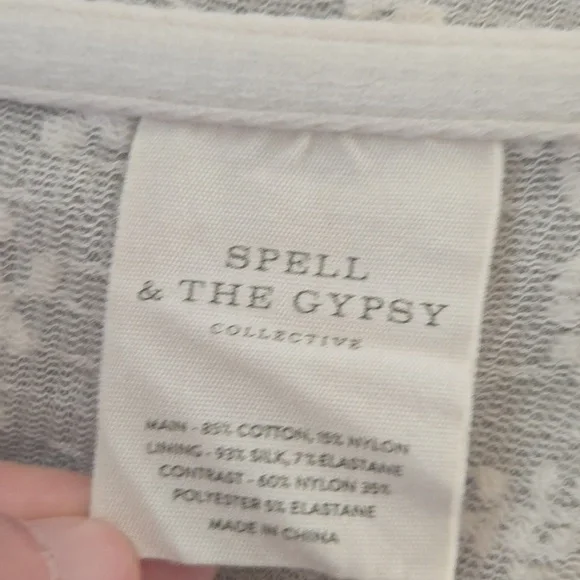 SPELL
& THE GYPSY
COLLECTIVE
MAIN - 85% COTTON, 15% NYLON
LINING - 93% SILK, 7% ELASTANE
CONTRAST - 60% NYLON 35%
POLYESTER 5% ELASTANE
MADE IN CHINA